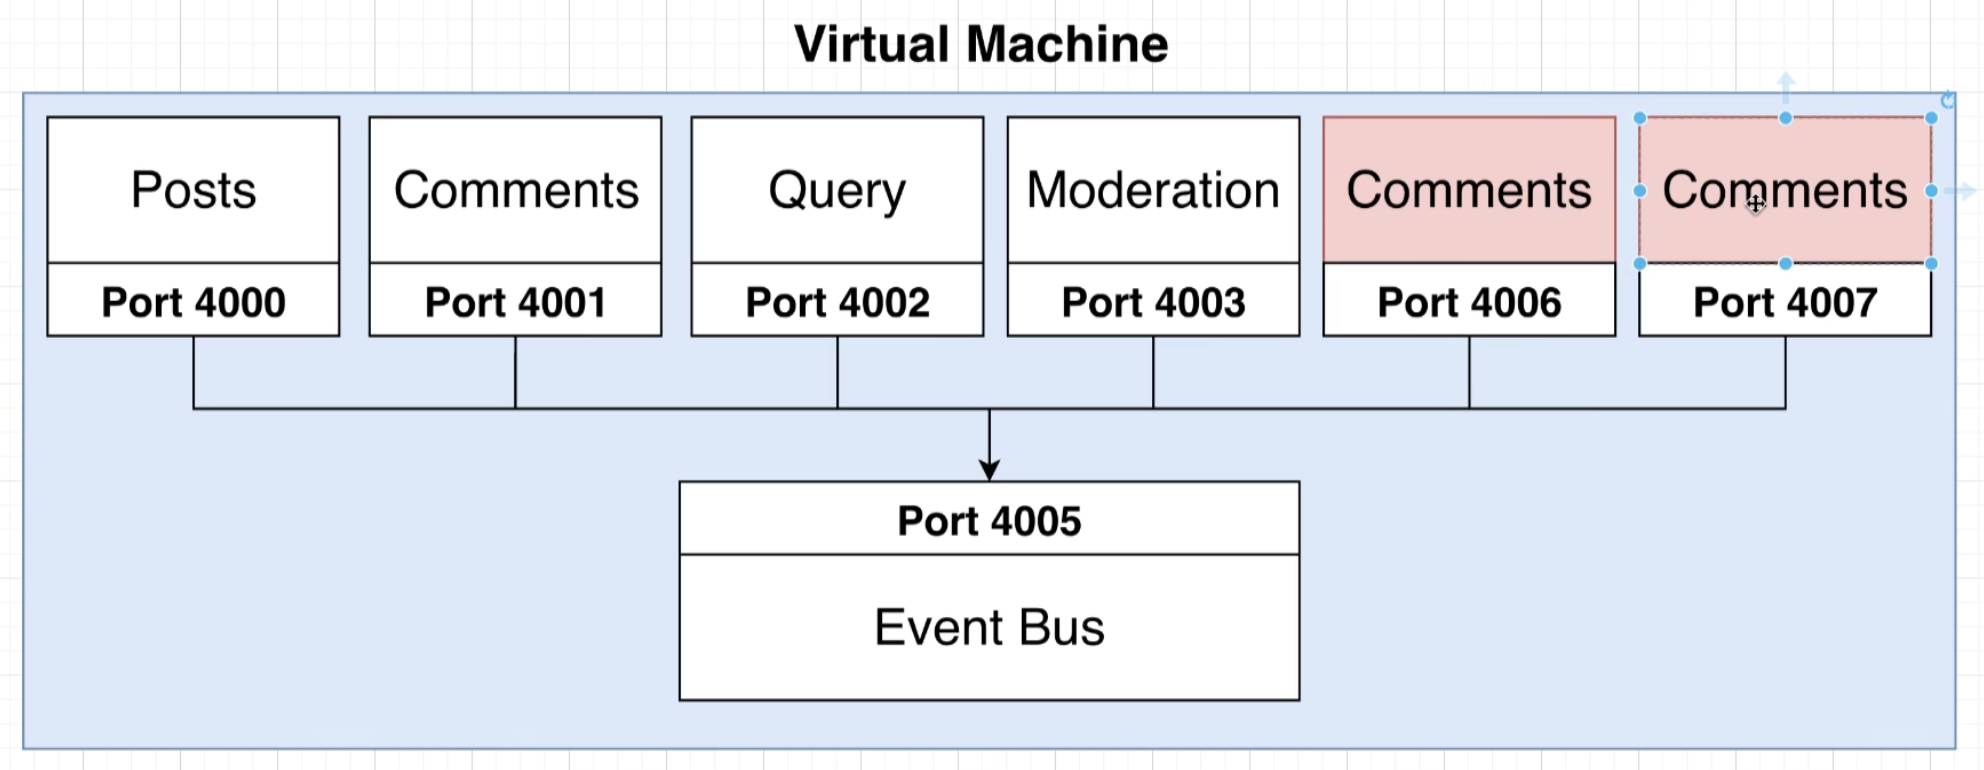 Virtual Machine
Posts
Comments
Query
Moderation
Comments
Comments
Port 4000
Port 4001
Port 4002
Port 4003
Port 4006
Port 4007
Port 4005
Event Bus